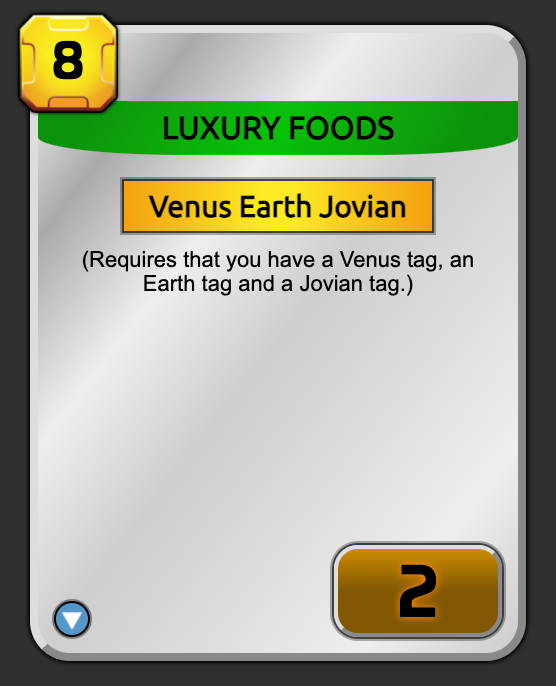 8
LUXURY FOODS
Venus Earth Jovian
(Requires that you have a Venus tag, an
Earth tag and a Jovian tag.)
2